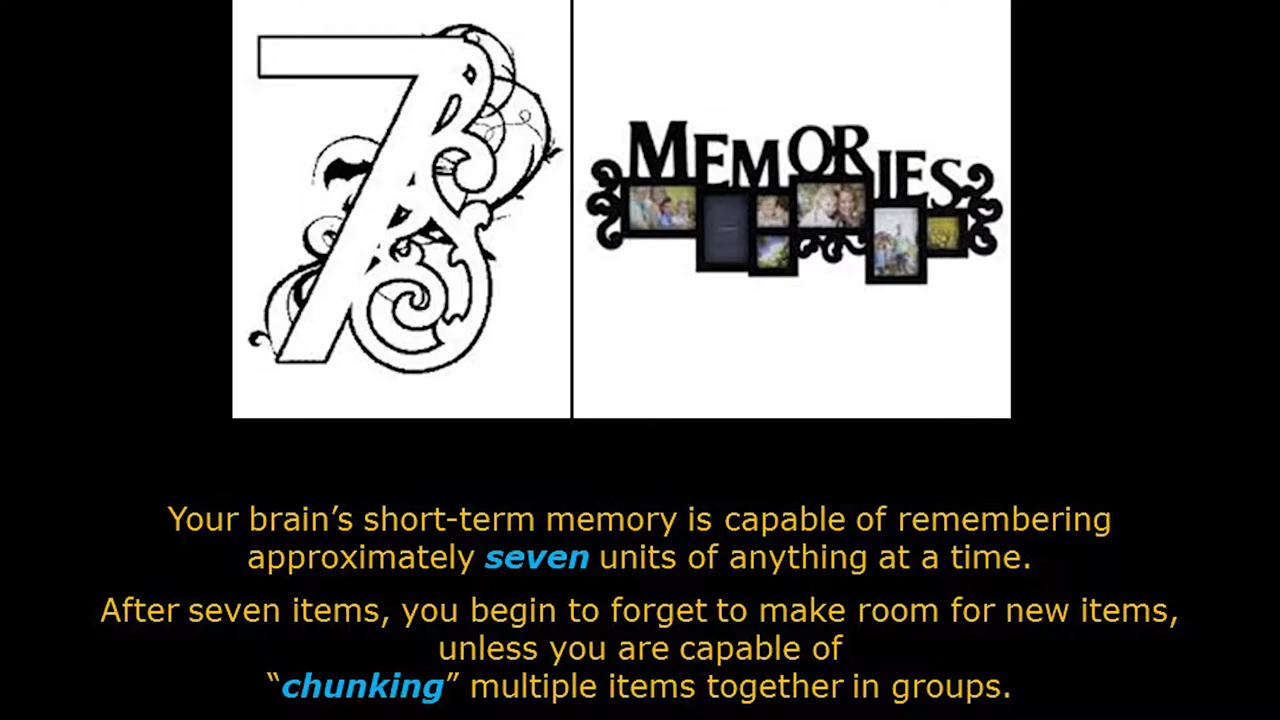 7
MEMORIES
Your brain’s short-term memory is capable of remembering
approximately seven units of anything at a time.
After seven items, you begin to forget to make room for new items,
unless you are capable of
“chunking” multiple items together in groups.